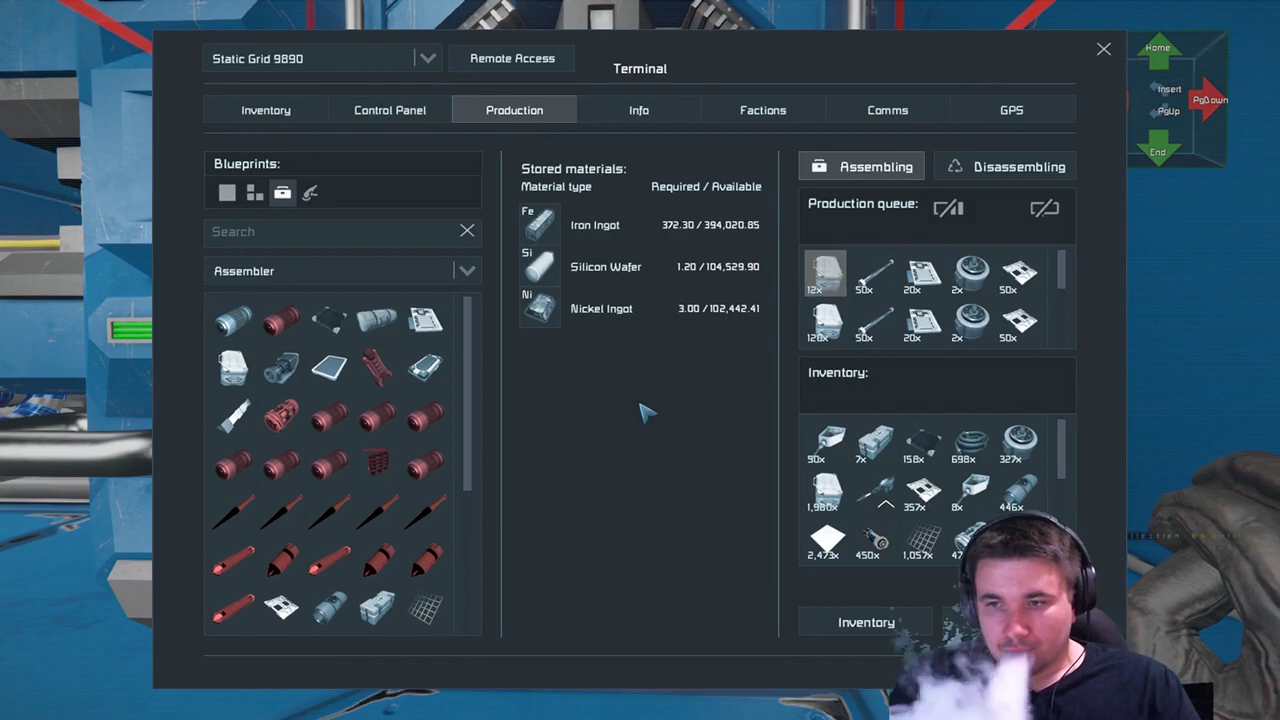 Static Grid 9890
Remote Access
Terminal
Home
Insert
PgUp
PgDown
End
Inventory
Control Panel
Production
Info
Factions
Comms
GPS
Blueprints:
Search
Assembler
Stored materials:
Material type Required / Available
Fe
Iron Ingot 372.30 / 394,020.85
Si
Silicon Wafer 1.20 / 104,529.90
Ni
Nickel Ingot 3.00 / 102,442.41
Assembling
Disassembling
Production queue:
12x 50x 20x 2x 50x
120x 50x 20x 2x 50x
Inventory:
90x 7x 158x 698x 327x
1,980x 357x 8x 446x
2,473x 450x 1,057x
Inventory